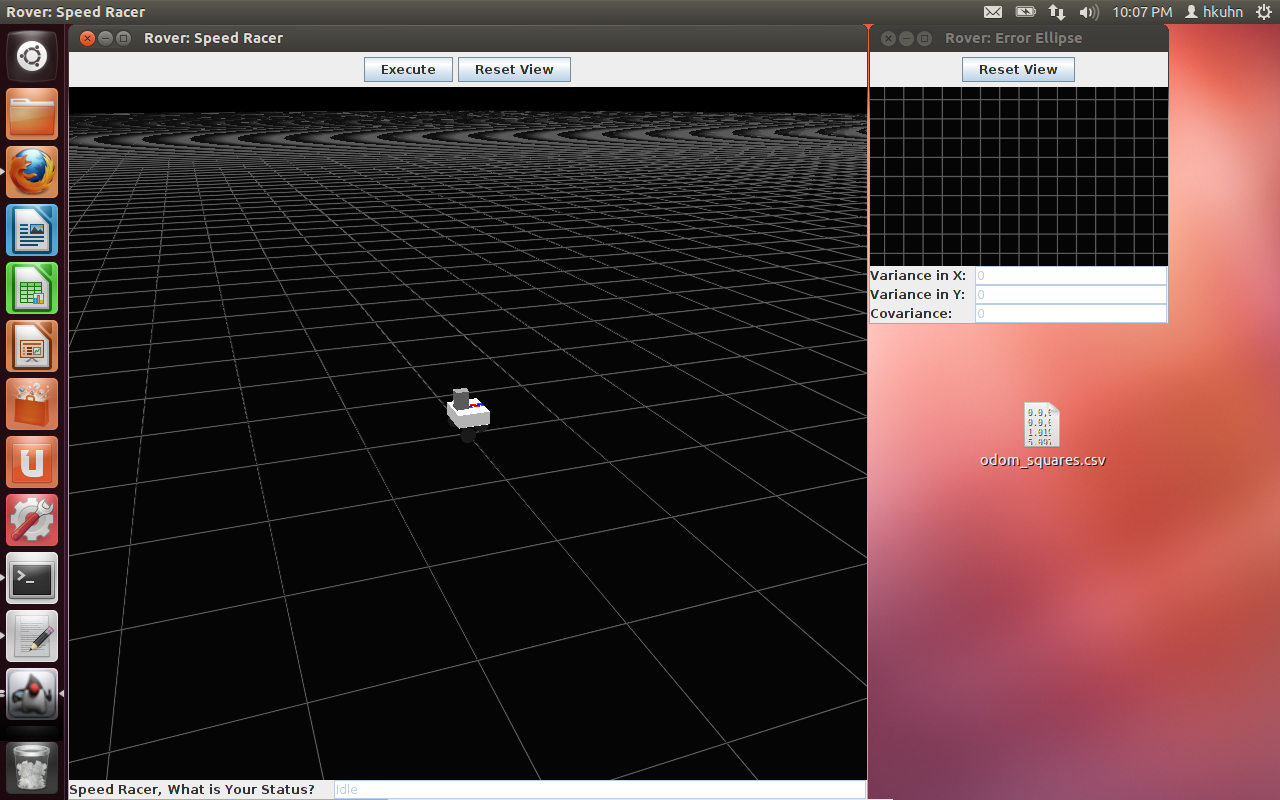 Rover: Speed Racer
10:07 PM
hkuhn
Rover: Speed Racer
Execute
Reset View
Speed Racer, What is Your Status?
Idle
Rover: Error Ellipse
Reset View
Variance in X:
0
Variance in Y:
0
Covariance:
0
odom_squares.csv